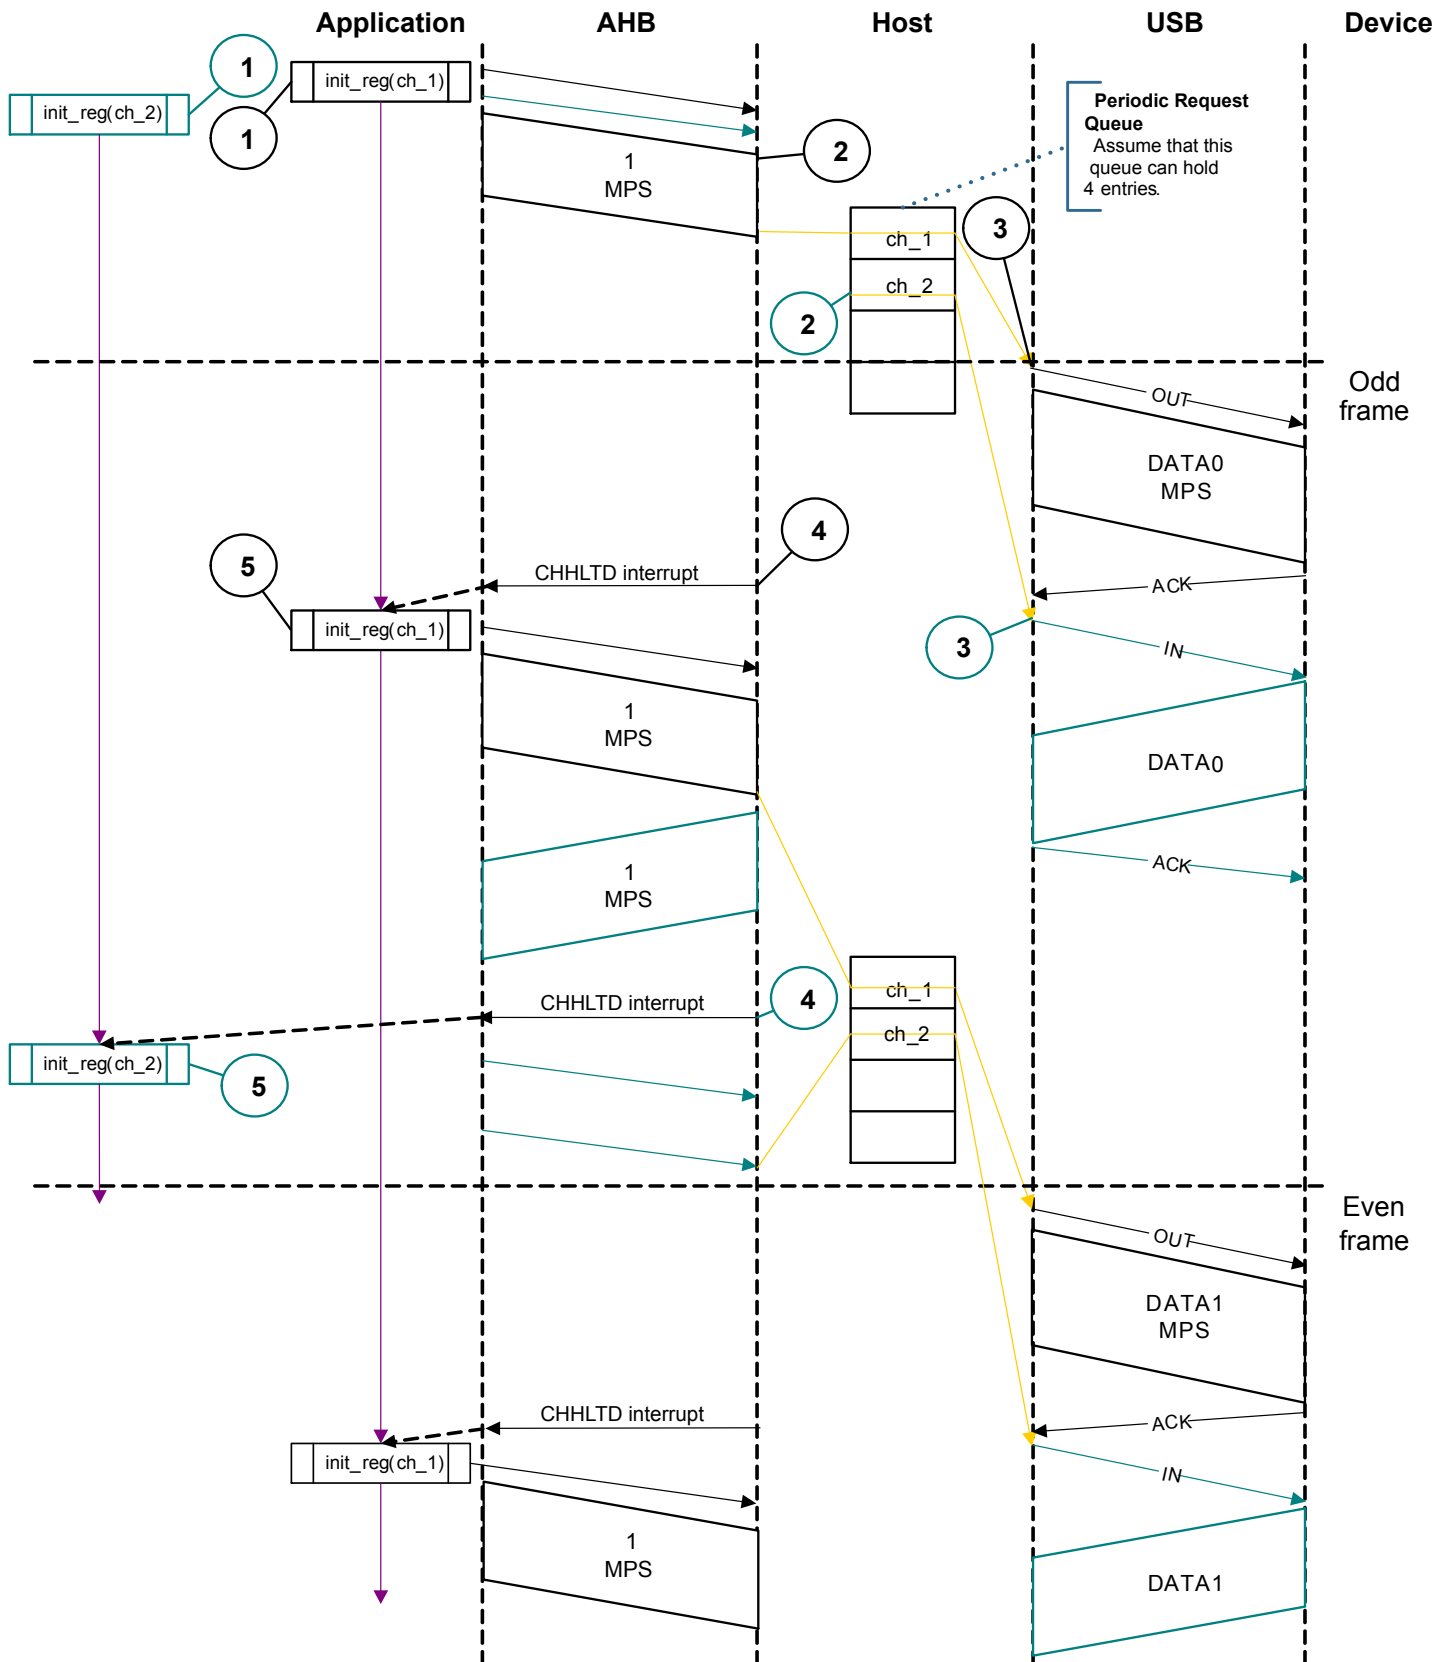 Application AHB Host USB Device
1
init_reg(ch_1)
init_reg(ch_2)
1
Periodic Request
Queue
Assume that this
queue can hold
4 entries.
2
1
MPS
3
ch_1
ch_2
2
Odd
frame
OUT
DATA0
MPS
4
5
CHHLTD interrupt
ACK
init_reg(ch_1)
3
IN
1
MPS
DATA0
1
MPS
ACK
CHHLTD interrupt
4
ch_1
ch_2
init_reg(ch_2)
5
Even
frame
OUT
DATA1
MPS
CHHLTD interrupt
ACK
init_reg(ch_1)
IN
1
MPS
DATA1